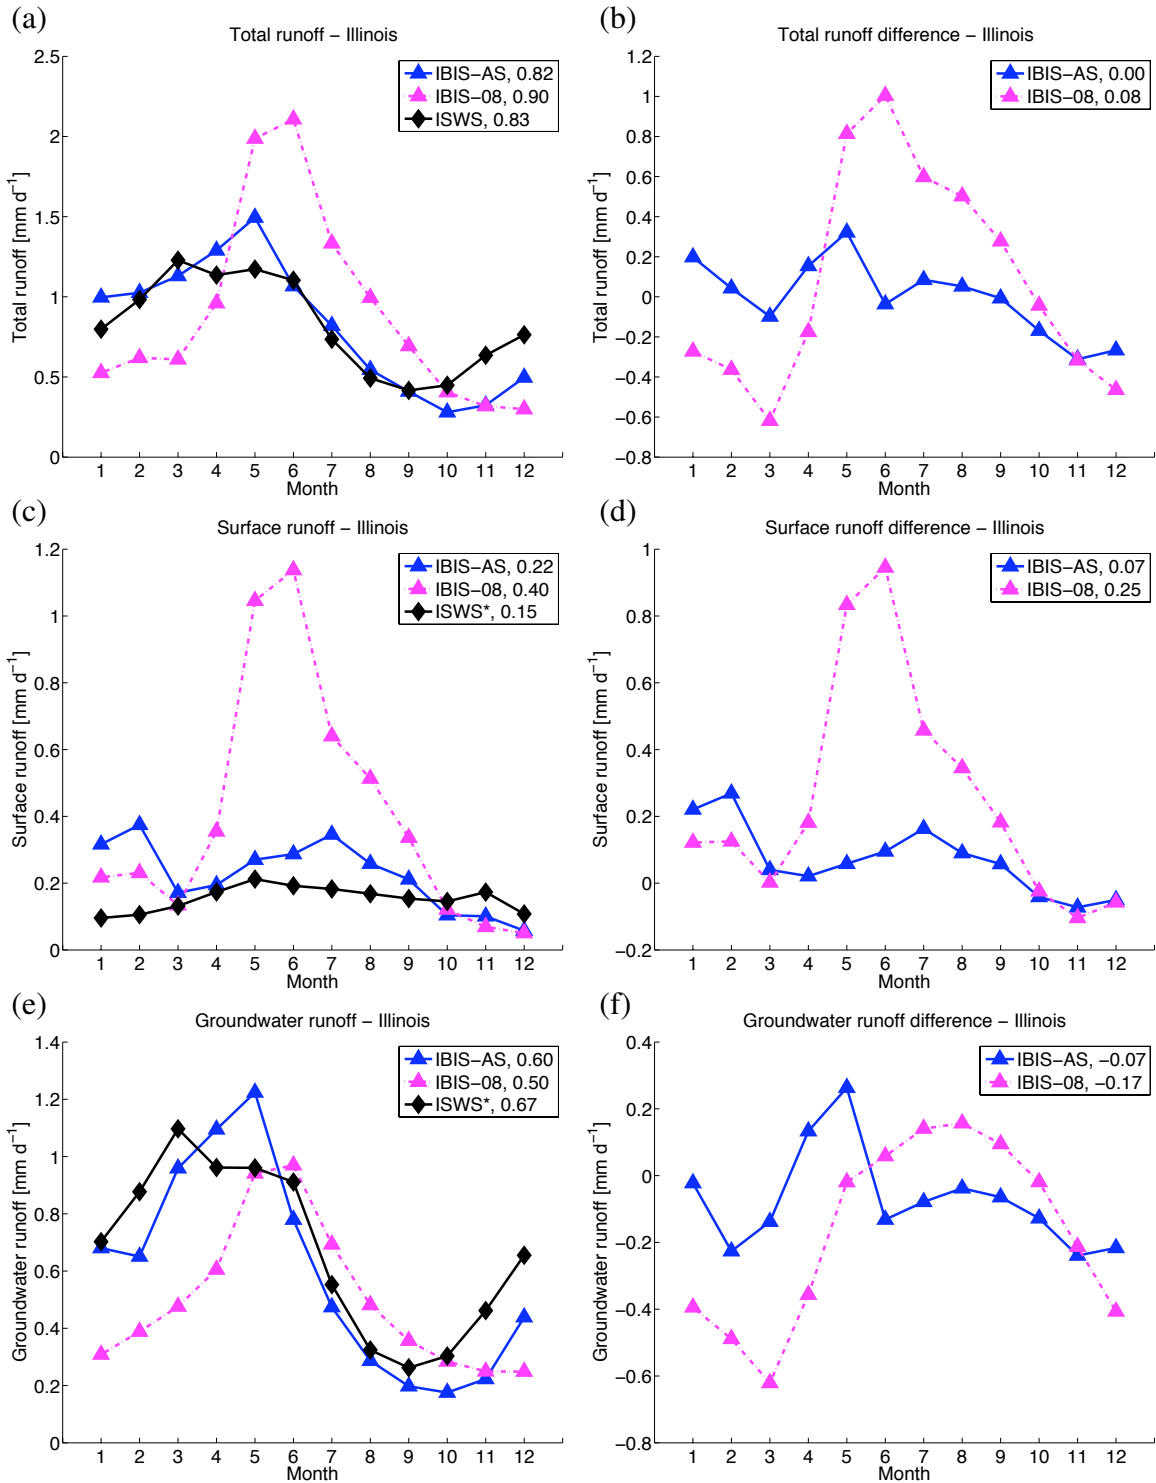 (a)
Total runoff − Illinois
IBIS−AS, 0.82
IBIS−08, 0.90
ISWS, 0.83
2.5
2
1.5
1
0.5
0
Total runoff [mm d−1]
1 2 3 4 5 6 7 8 9 10 11 12
Month
(b)
Total runoff difference − Illinois
IBIS−AS, 0.00
IBIS−08, 0.08
1.2
1
0.8
0.6
0.4
0.2
0
−0.2
−0.4
−0.6
−0.8
Total runoff [mm d−1]
1 2 3 4 5 6 7 8 9 10 11 12
Month
(c)
Surface runoff − Illinois
IBIS−AS, 0.22
IBIS−08, 0.40
ISWS*, 0.15
1.2
1
0.8
0.6
0.4
0.2
0
Surface runoff [mm d−1]
1 2 3 4 5 6 7 8 9 10 11 12
Month
(d)
Surface runoff difference − Illinois
IBIS−AS, 0.07
IBIS−08, 0.25
1
0.8
0.6
0.4
0.2
0
−0.2
Surface runoff [mm d−1]
1 2 3 4 5 6 7 8 9 10 11 12
Month
(e)
Groundwater runoff − Illinois
IBIS−AS, 0.60
IBIS−08, 0.50
ISWS*, 0.67
1.4
1.2
1
0.8
0.6
0.4
0.2
0
Groundwater runoff [mm d−1]
1 2 3 4 5 6 7 8 9 10 11 12
Month
(f)
Groundwater runoff difference − Illinois
IBIS−AS, −0.07
IBIS−08, −0.17
0.4
0.2
0
−0.2
−0.4
−0.6
−0.8
Groundwater runoff [mm d−1]
1 2 3 4 5 6 7 8 9 10 11 12
Month